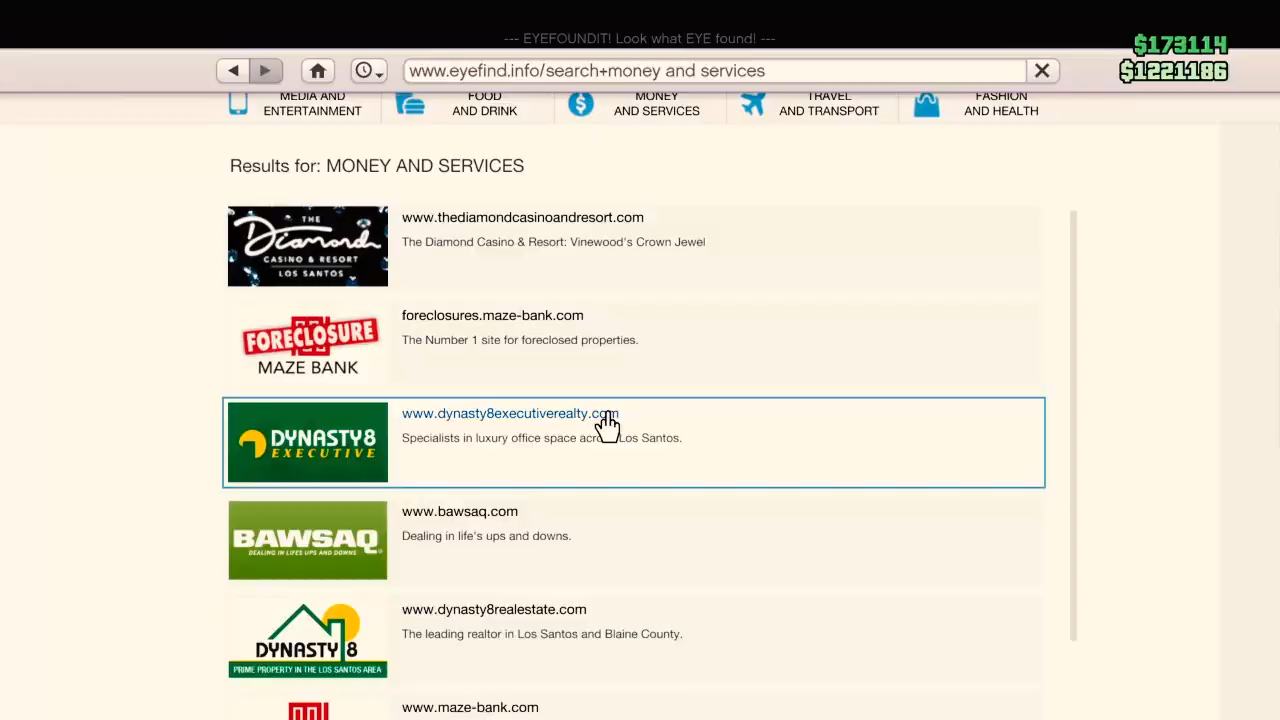 --- EYEFOUNDIT! Look what EYE found! ---
$173114
$1221186
www.eyefind.info/search+money and services
MEDIA AND
ENTERTAINMENT
FOOD
AND DRINK
MONEY
AND SERVICES
TRAVEL
AND TRANSPORT
FASHION
AND HEALTH
Results for: MONEY AND SERVICES
THE
Diamond
CASINO & RESORT
LOS SANTOS
www.thediamondcasinoandresort.com
The Diamond Casino & Resort: Vinewood's Crown Jewel
FORECLOSURE
MAZE BANK
foreclosures.maze-bank.com
The Number 1 site for foreclosed properties.
DYNASTY8
EXECUTIVE
www.dynasty8executiverealty.com
Specialists in luxury office space across Los Santos.
BAWSAQ
DEALING IN LIFE'S UPS AND DOWNS
www.bawsaq.com
Dealing in life's ups and downs.
DYNASTY 8
PRIME PROPERTY IN THE LOS SANTOS AREA
www.dynasty8realestate.com
The leading realtor in Los Santos and Blaine County.
www.maze-bank.com